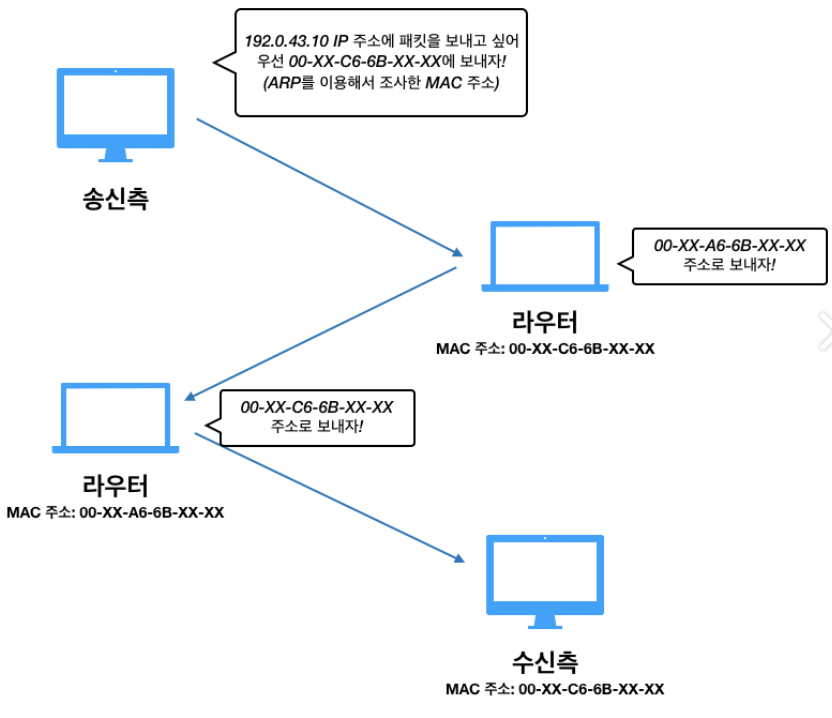 192.0.43.10 IP 주소에 패킷을 보내고 싶어
우선 00-XX-C6-6B-XX-XX에 보내자!
(ARP를 이용해서 조사한 MAC 주소)
송신측
00-XX-A6-6B-XX-XX
주소로 보내자!
라우터
MAC 주소: 00-XX-C6-6B-XX-XX
00-XX-C6-6B-XX-XX
주소로 보내자!
라우터
MAC 주소: 00-XX-A6-6B-XX-XX
수신측
MAC 주소: 00-XX-C6-6B-XX-XX